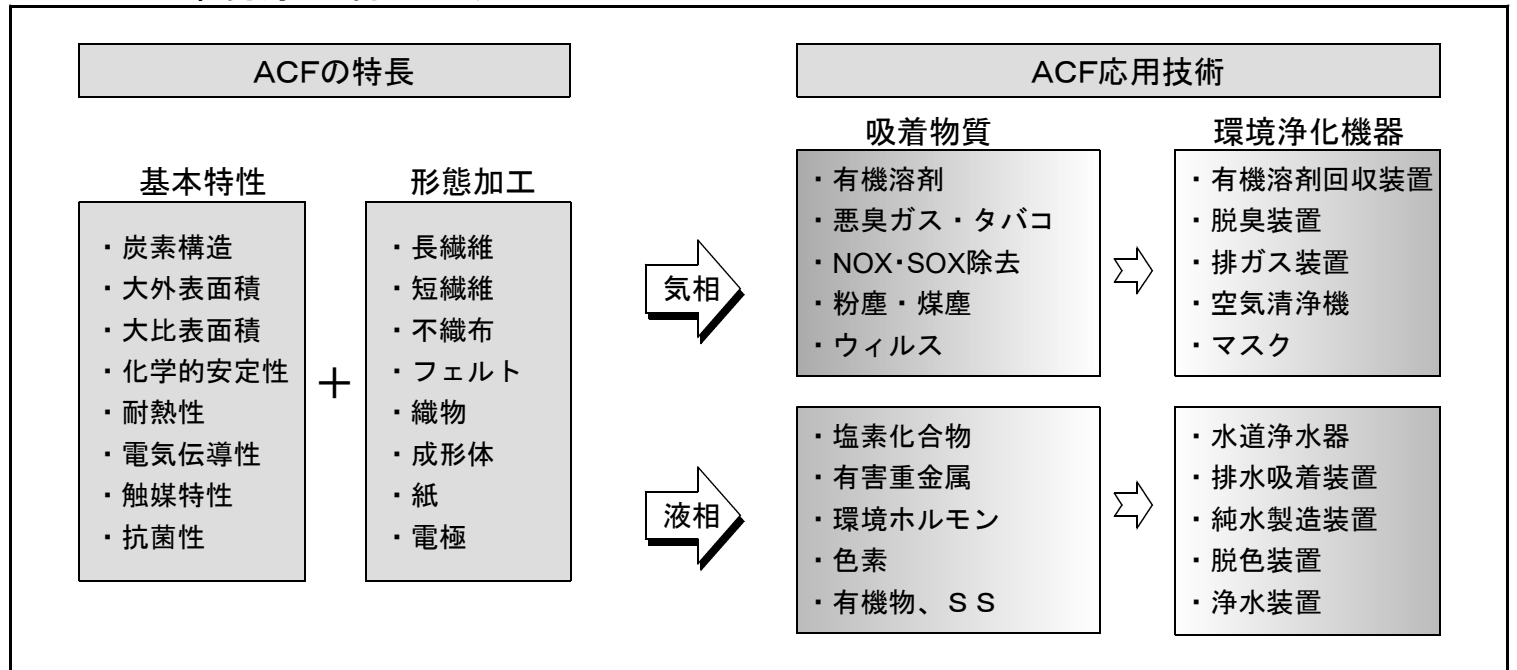 ACFの特長
基本特性
・炭素構造
・大外表面積
・大比表面積
・化学的安定性
・耐熱性
・電気伝導性
・触媒特性
・抗菌性
+
形態加工
・長繊維
・短繊維
・不織布
・フェルト
・織物
・成形体
・紙
・電極
ACF応用技術
吸着物質
環境浄化機器
気相
・有機溶剤
・悪臭ガス・タバコ
・NOX・SOX除去
・粉塵・煤塵
・ウィルス
・有機溶剤回収装置
・脱臭装置
・排ガス装置
・空気清浄機
・マスク
液相
・塩素化合物
・有害重金属
・環境ホルモン
・色素
・有機物、ＳＳ
・水道浄水器
・排水吸着装置
・純水製造装置
・脱色装置
・浄水装置